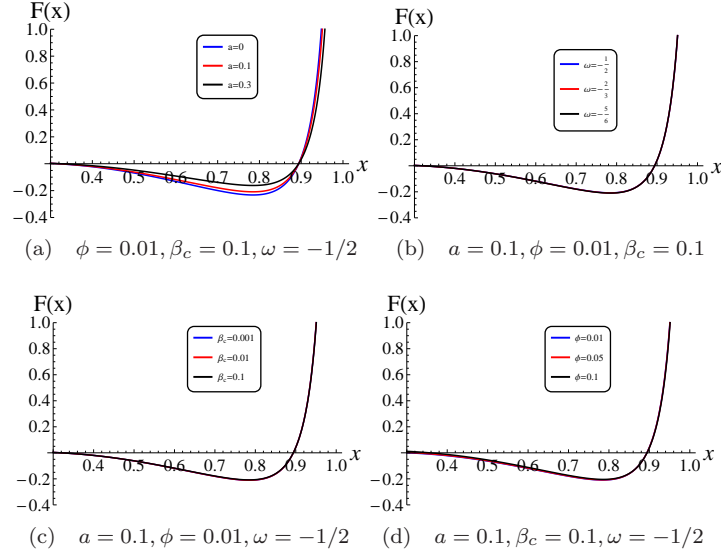 F(x)
1.0
0.8
0.6
0.4
0.2
−0.2
−0.4
0.4 0.5 0.6 0.7 0.8 0.9 1.0
x
a=0
a=0.1
a=0.3
(a) ϕ = 0.01, β_c = 0.1, ω = −1/2
F(x)
1.0
0.8
0.6
0.4
0.2
−0.2
−0.4
0.4 0.5 0.6 0.7 0.8 0.9 1.0
x
ω=−1/2
ω=−2/3
ω=−5/6
(b) a = 0.1, ϕ = 0.01, β_c = 0.1
F(x)
1.0
0.8
0.6
0.4
0.2
−0.2
−0.4
0.4 0.5 0.6 0.7 0.8 0.9 1.0
x
β_c=0.001
β_c=0.01
β_c=0.1
(c) a = 0.1, ϕ = 0.01, ω = −1/2
F(x)
1.0
0.8
0.6
0.4
0.2
−0.2
−0.4
0.4 0.5 0.6 0.7 0.8 0.9 1.0
x
ϕ=0.01
ϕ=0.05
ϕ=0.1
(d) a = 0.1, β_c = 0.1, ω = −1/2